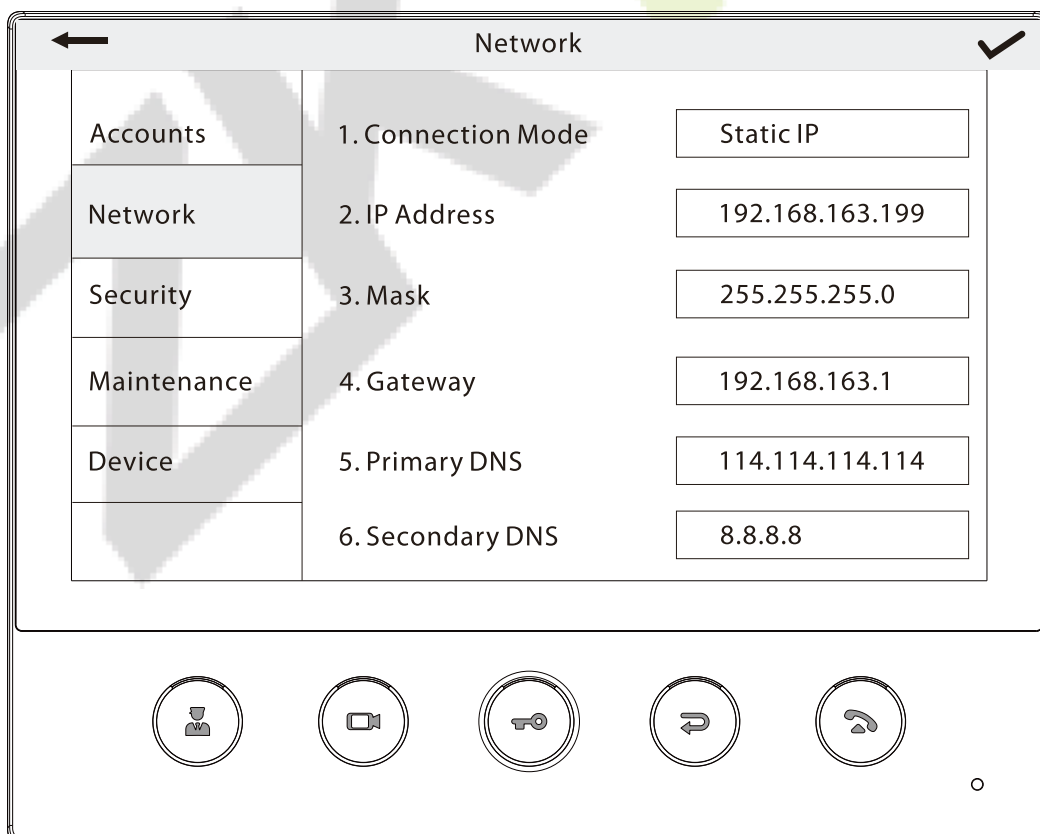 Network
Accounts
1. Connection Mode
Static IP
Network
2. IP Address
192.168.163.199
Security
3. Mask
255.255.255.0
Maintenance
4. Gateway
192.168.163.1
Device
5. Primary DNS
114.114.114.114
6. Secondary DNS
8.8.8.8